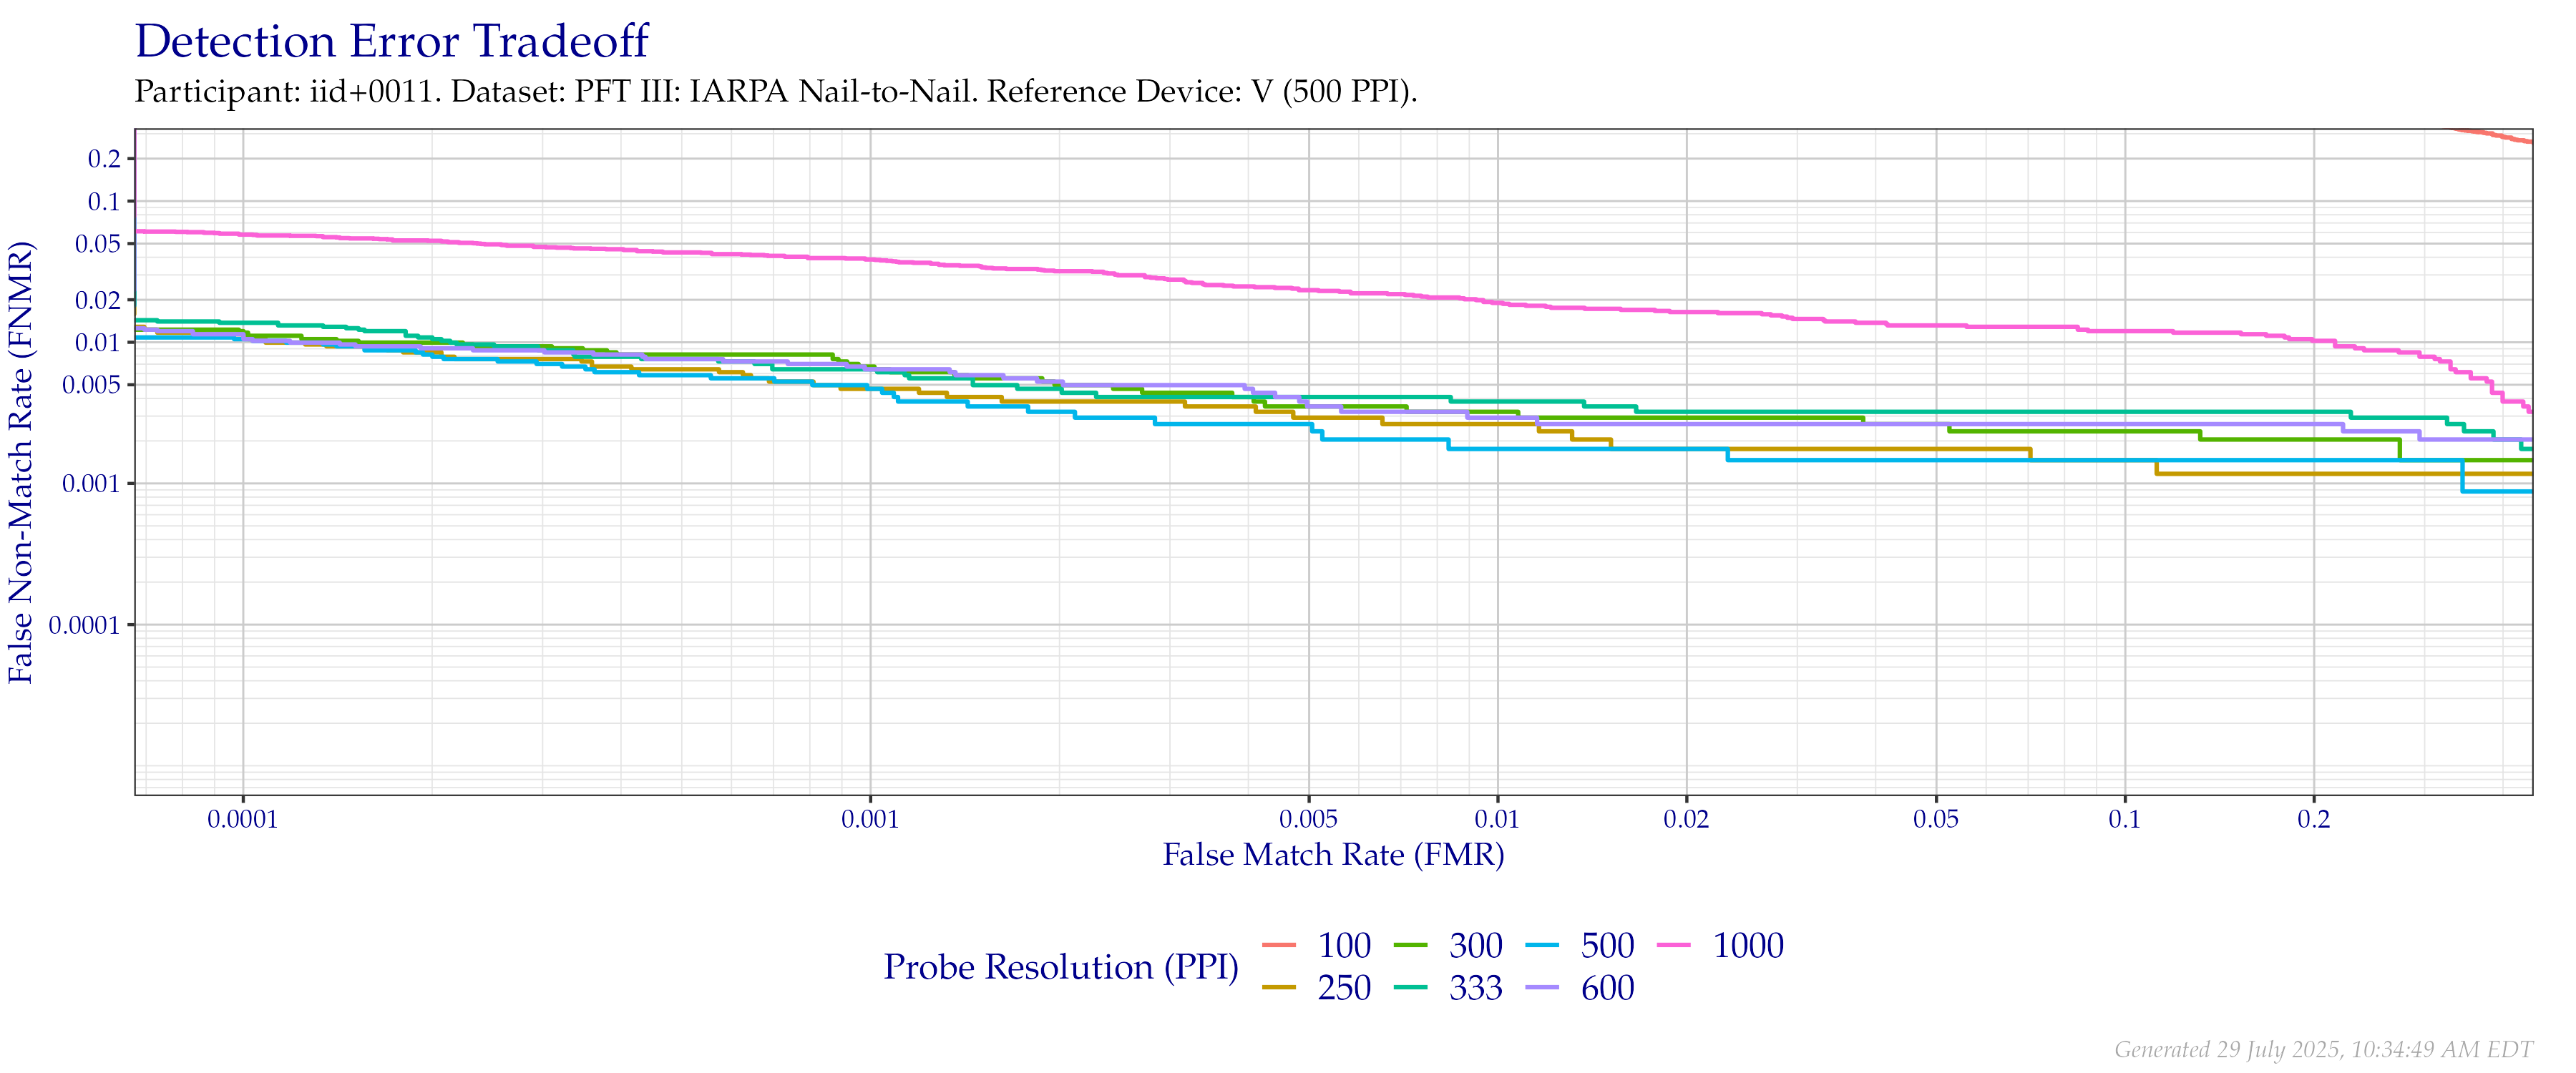 Detection Error Tradeoff
Participant: iid+0011. Dataset: PFT III: IARPA Nail-to-Nail. Reference Device: V (500 PPI).
False Non-Match Rate (FNMR)
0.2
0.1
0.05
0.02
0.01
0.005
0.001
0.0001
0.0001 0.001 0.005 0.01 0.02 0.05 0.1 0.2
False Match Rate (FMR)
Probe Resolution (PPI)
100 300 500 1000
250 333 600
Generated 29 July 2025, 10:34:49 AM EDT